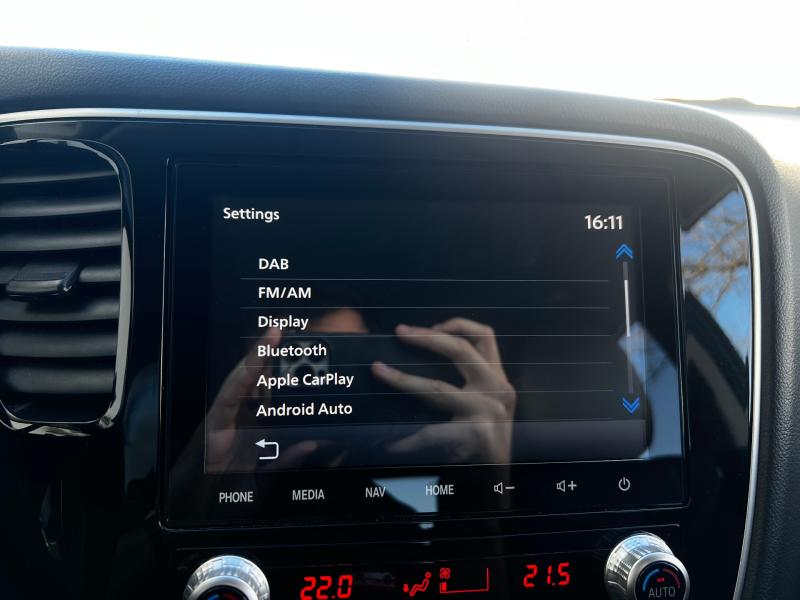 Settings
16:11
DAB
FM/AM
Display
Bluetooth
Apple CarPlay
Android Auto
PHONE MEDIA NAV HOME
22.0 21.5
AUTO